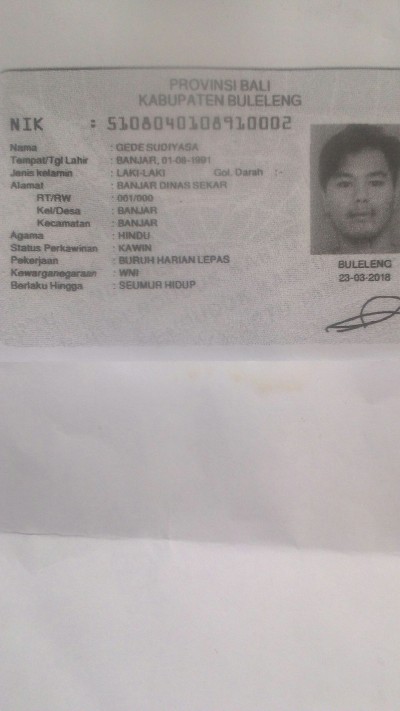 PROVINSI BALI
KABUPATEN BULELENG
NIK : 5108040108910002
Nama : GEDE SUDIYASA
Tempat/Tgl Lahir : BANJAR, 01-08-1991
Jenis kelamin : LAKI-LAKI Gol. Darah :-
Alamat : BANJAR DINAS SEKAR
RT/RW : 001/000
Kel/Desa : BANJAR
Kecamatan : BANJAR
Agama : HINDU
Status Perkawinan : KAWIN
Pekerjaan : BURUH HARIAN LEPAS
Kewarganegaraan : WNI
Berlaku Hingga : SEUMUR HIDUP
BULELENG
23-03-2018